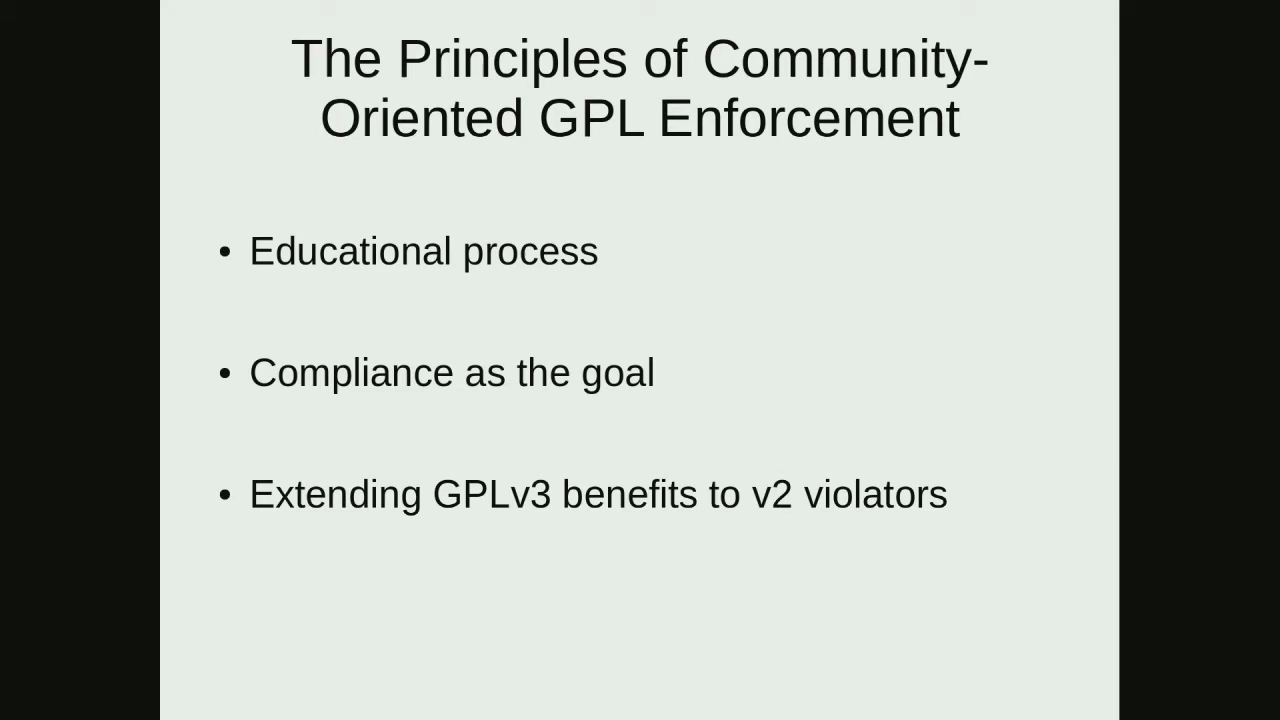 The Principles of Community-
Oriented GPL Enforcement
• Educational process
• Compliance as the goal
• Extending GPLv3 benefits to v2 violators